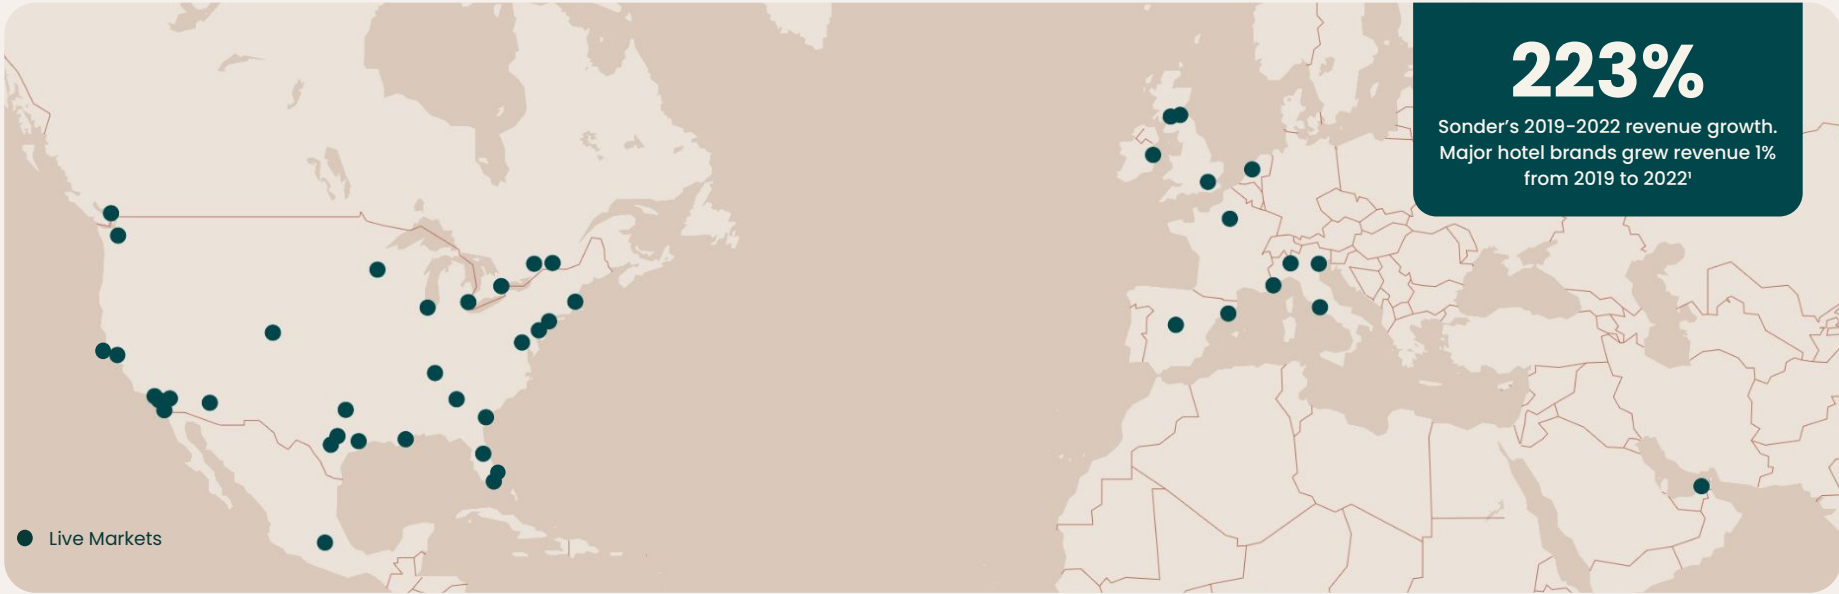 223%
Sonder’s 2019-2022 revenue growth.
Major hotel brands grew revenue 1%
from 2019 to 2022¹
Live Markets